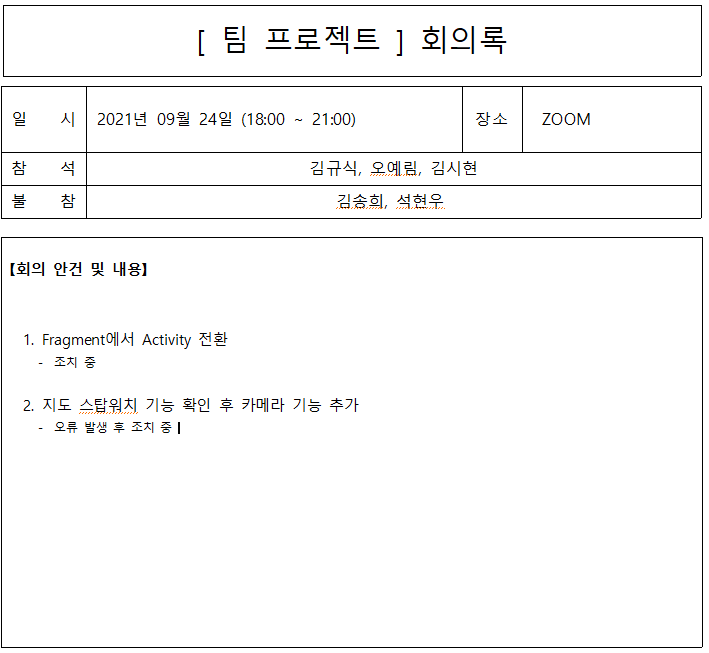 [ 팀 프로젝트 ] 회의록
일 시 2021년 09월 24일 (18:00 ~ 21:00) 장소 ZOOM
참 석 김규식, 오예림, 김시현
불 참 김송희, 석현우
【회의 안건 및 내용】
1. Fragment에서 Activity 전환
- 조치 중
2. 지도 스탑워치 기능 확인 후 카메라 기능 추가
- 오류 발생 후 조치 중